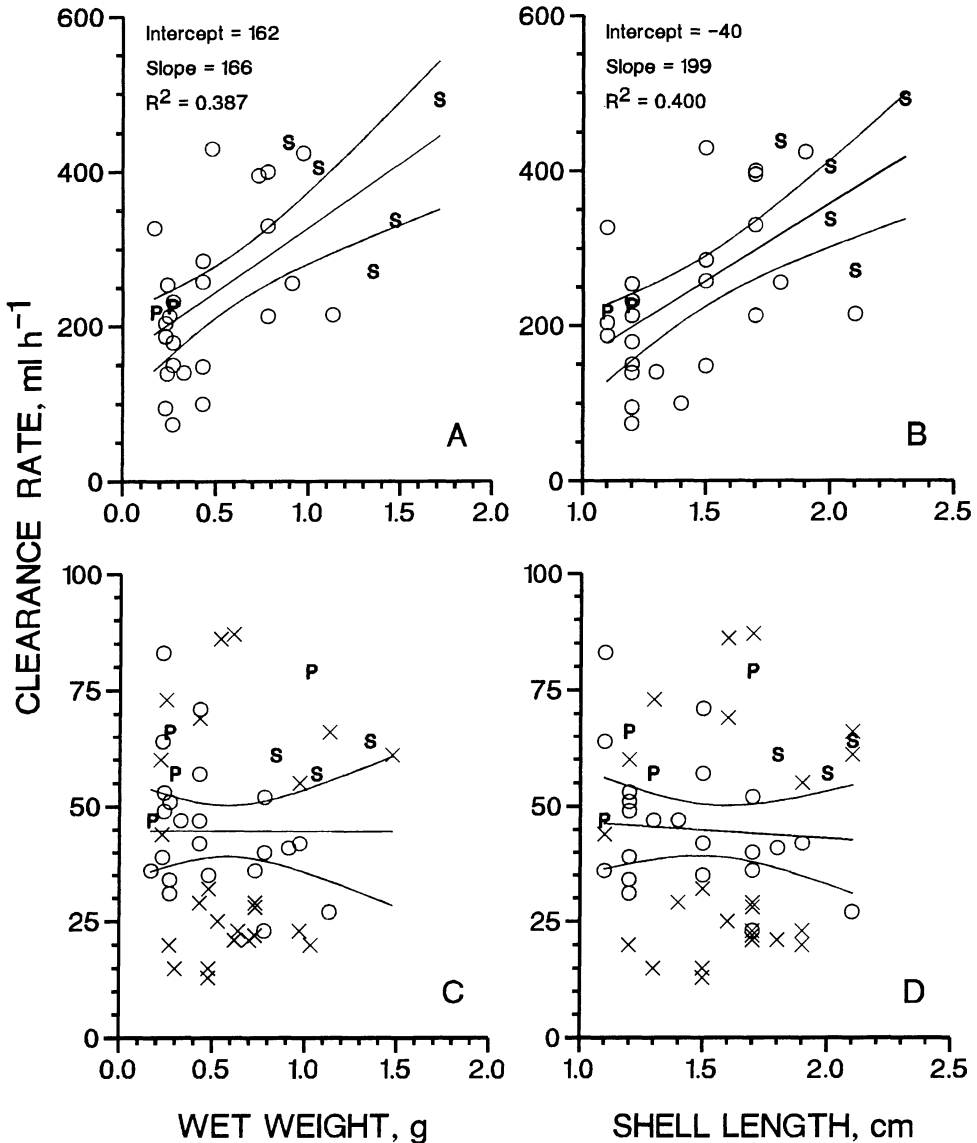 CLEARANCE RATE, ml h⁻¹
600
400
200
0
Intercept = 162
Slope = 166
R² = 0.387
S
S
S
S
S
P
P
A
0.0
0.5
1.0
1.5
2.0
600
400
200
0
Intercept = −40
Slope = 199
R² = 0.400
S
S
S
S
S
P
P
B
1.0
1.5
2.0
2.5
100
75
50
25
0
P
P
P
P
S
S
S
C
0.0
0.5
1.0
1.5
2.0
WET WEIGHT, g
100
75
50
25
0
P
P
P
P
S
S
S
D
1.0
1.5
2.0
2.5
SHELL LENGTH, cm